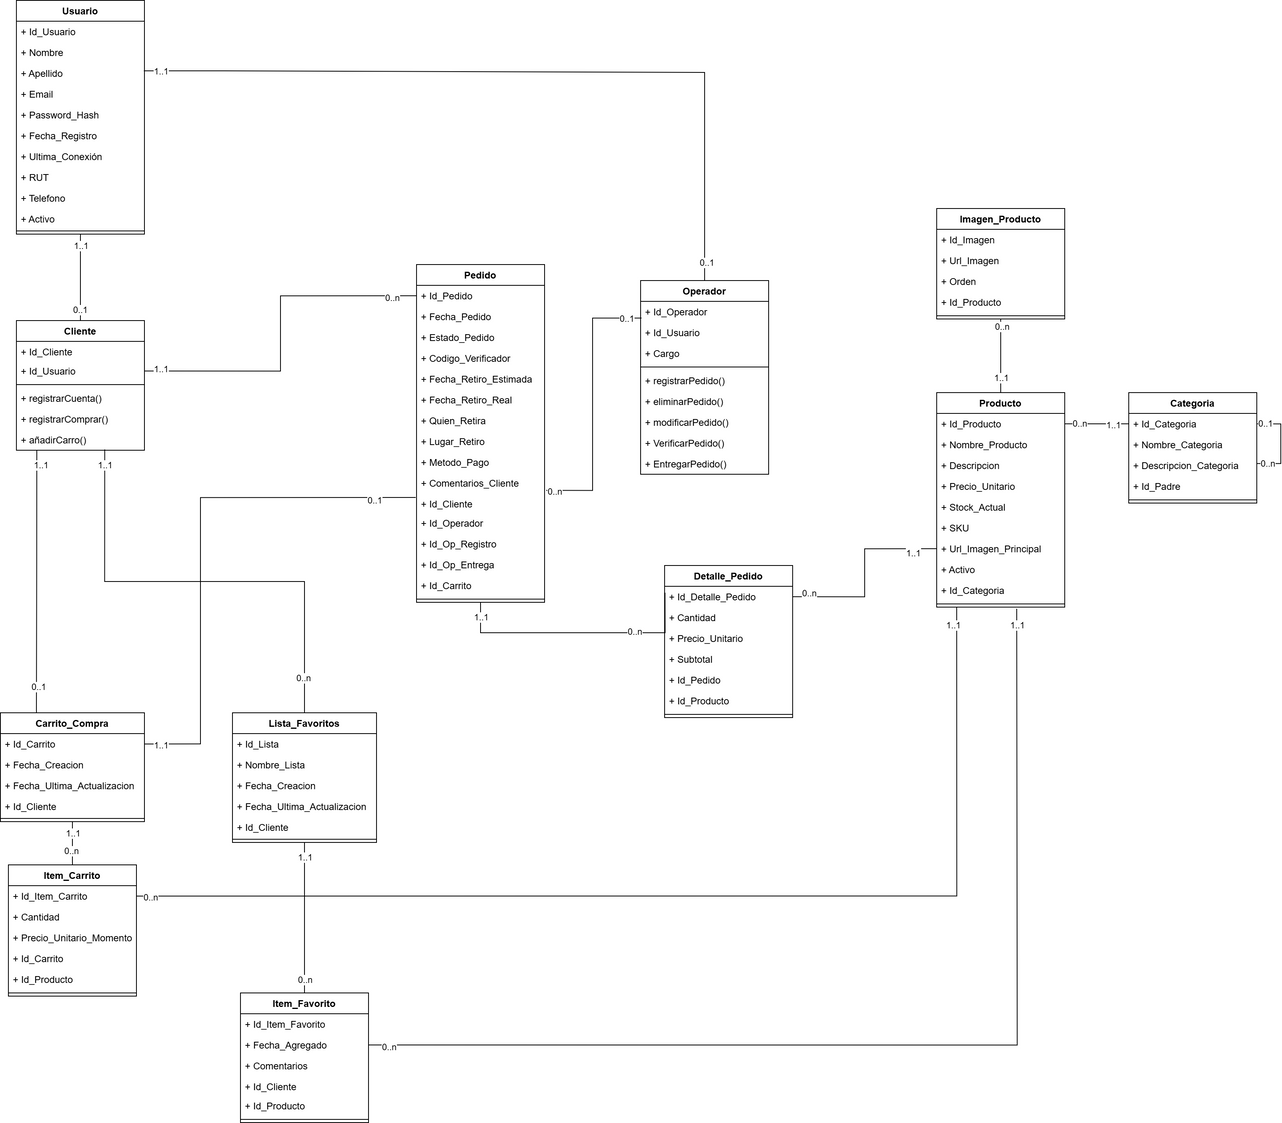 Usuario
+ Id_Usuario
+ Nombre
+ Apellido
+ Email
+ Password_Hash
+ Fecha_Registro
+ Ultima_Conexión
+ RUT
+ Telefono
+ Activo
1..1
1..1
0..1
0..1
Cliente
+ Id_Cliente
+ Id_Usuario
+ registrarCuenta()
+ registrarComprar()
+ añadirCarro()
1..1
1..1
1..1
0..n
Pedido
+ Id_Pedido
+ Fecha_Pedido
+ Estado_Pedido
+ Codigo_Verificador
+ Fecha_Retiro_Estimada
+ Fecha_Retiro_Real
+ Quien_Retira
+ Lugar_Retiro
+ Metodo_Pago
+ Comentarios_Cliente
+ Id_Cliente
+ Id_Operador
+ Id_Op_Registro
+ Id_Op_Entrega
+ Id_Carrito
0..1
0..n
1..1
0..1
Operador
+ Id_Operador
+ Id_Usuario
+ Cargo
+ registrarPedido()
+ eliminarPedido()
+ modificarPedido()
+ VerificarPedido()
+ EntregarPedido()
Imagen_Producto
+ Id_Imagen
+ Url_Imagen
+ Orden
+ Id_Producto
0..n
1..1
Producto
+ Id_Producto
+ Nombre_Producto
+ Descripcion
+ Precio_Unitario
+ Stock_Actual
+ SKU
+ Url_Imagen_Principal
+ Activo
+ Id_Categoria
0..n
1..1
1..1
1..1
1..1
Categoria
+ Id_Categoria
+ Nombre_Categoria
+ Descripcion_Categoria
+ Id_Padre
0..1
0..n
Detalle_Pedido
+ Id_Detalle_Pedido
+ Cantidad
+ Precio_Unitario
+ Subtotal
+ Id_Pedido
+ Id_Producto
0..n
0..n
0..1
Carrito_Compra
+ Id_Carrito
+ Fecha_Creacion
+ Fecha_Ultima_Actualizacion
+ Id_Cliente
1..1
1..1
0..n
0..n
Lista_Favoritos
+ Id_Lista
+ Nombre_Lista
+ Fecha_Creacion
+ Fecha_Ultima_Actualizacion
+ Id_Cliente
1..1
0..n
Item_Carrito
+ Id_Item_Carrito
+ Cantidad
+ Precio_Unitario_Momento
+ Id_Carrito
+ Id_Producto
0..n
Item_Favorito
+ Id_Item_Favorito
+ Fecha_Agregado
+ Comentarios
+ Id_Cliente
+ Id_Producto
0..n